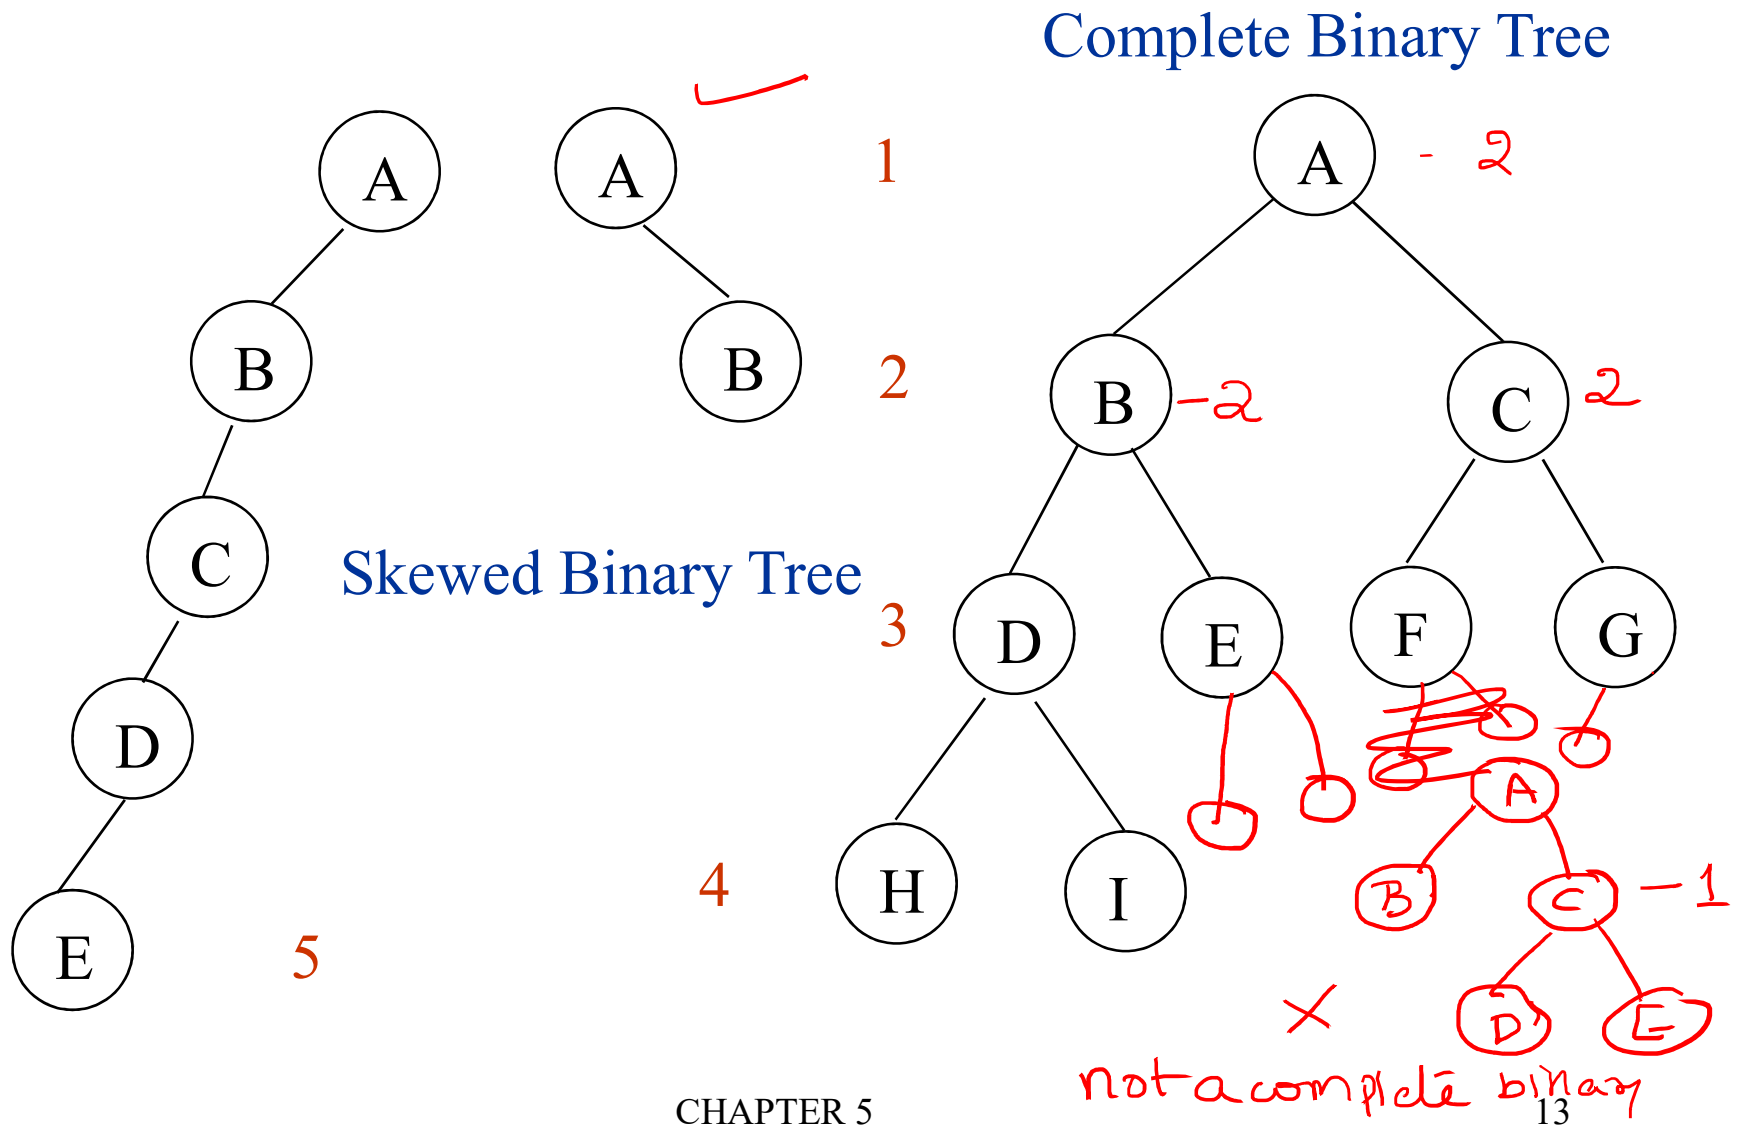 Complete Binary Tree
A A 1 A - 2
B B 2 B -2 C 2
C Skewed Binary Tree 3 D E F G
D A
4 H I B C -1
E 5 D E
X
not a complete binary
CHAPTER 5 13